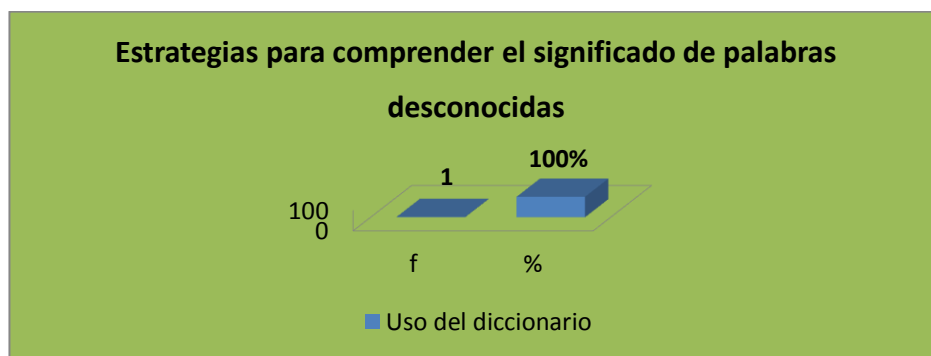 Estrategias para comprender el significado de palabras
desconocidas
1
100%
100
0
f
%
Uso del diccionario